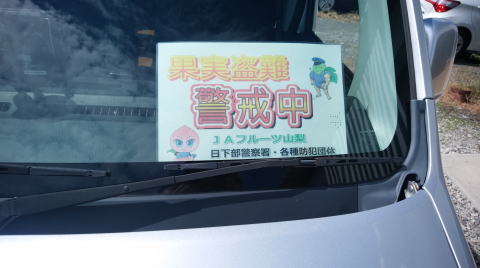 果実盗難
警戒中
JAフルーツ山梨
日下部警察署・各種防犯団体